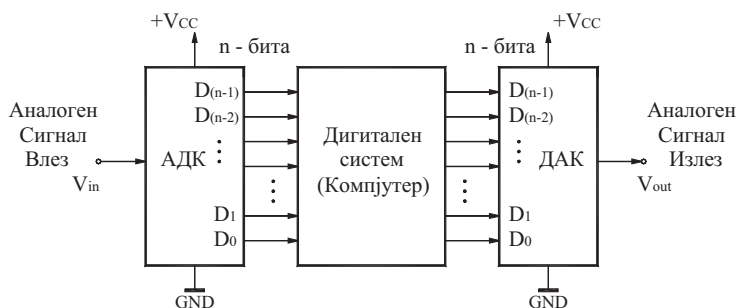 +VCC
n - бита
n - бита
+VCC
Аналоген
Сигнал
Влез
Vin
D(n-1)
D(n-2)
АДК
D1
D0
GND
Дигитален
систем
(Компјутер)
D(n-1)
D(n-2)
ДАК
D1
D0
GND
Аналоген
Сигнал
Излез
Vout